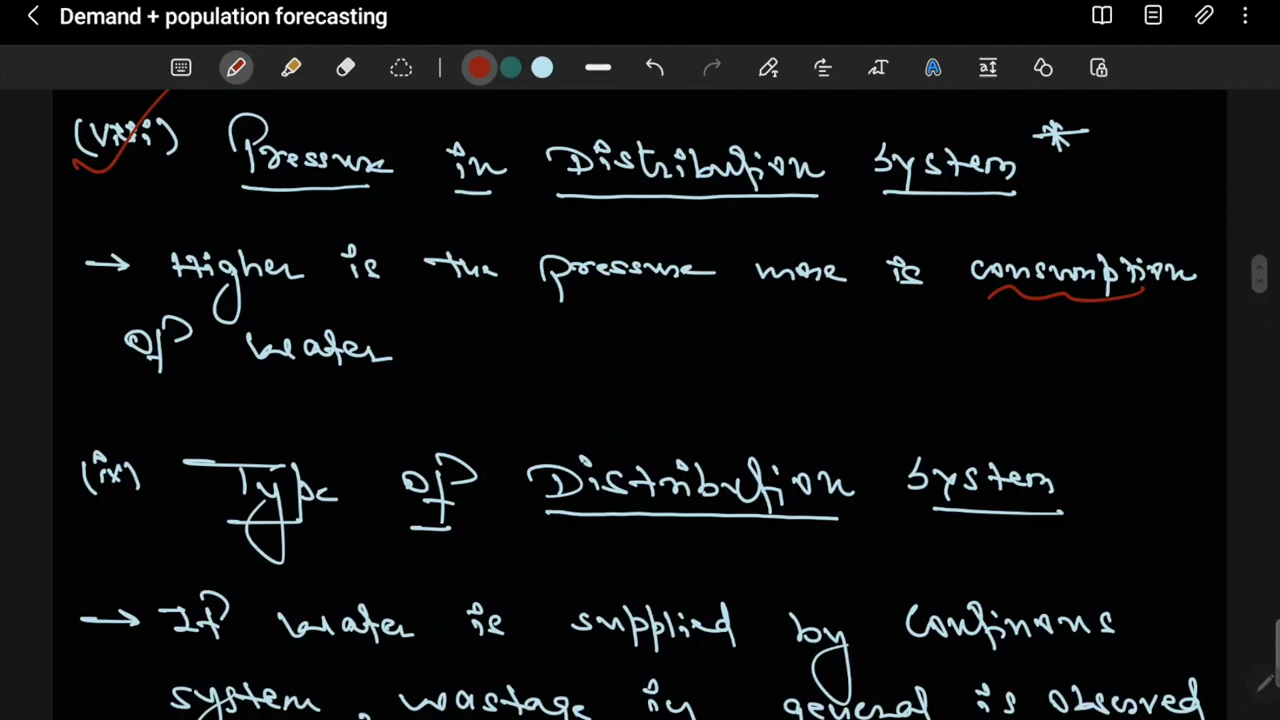 Demand + population forecasting
(viii) Pressure in Distribution System *
→ Higher is the pressure more is consumption
of water
(ix) Type of Distribution System
→ If water is supplied by continous
system, wastage in general is observed